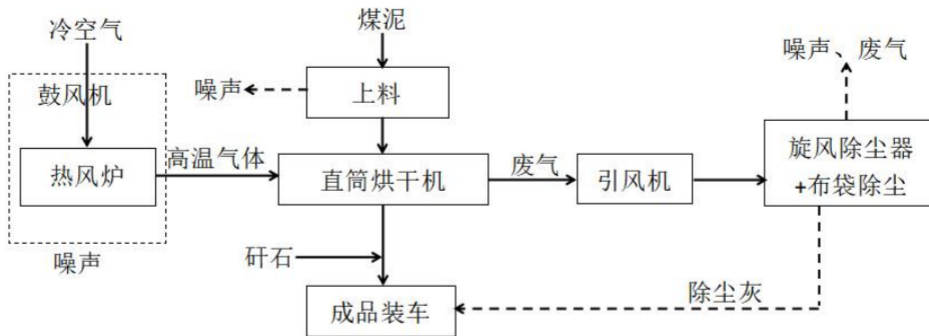 冷空气
煤泥
噪声、废气
鼓风机
噪声
上料
热风炉
高温气体
直筒烘干机
废气
引风机
旋风除尘器
+布袋除尘
噪声
矸石
除尘灰
成品装车